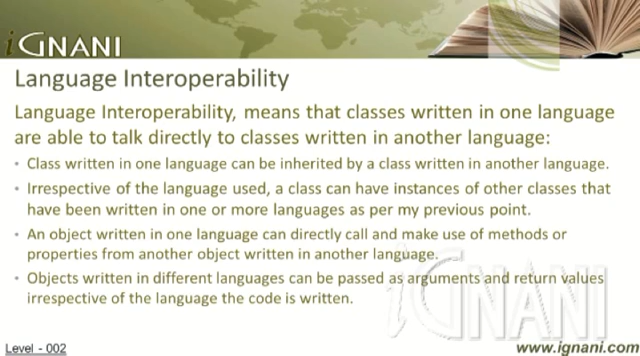 iGNANI
Language Interoperability
Language Interoperability, means that classes written in one language
are able to talk directly to classes written in another language:
• Class written in one language can be inherited by a class written in another language.
• Irrespective of the language used, a class can have instances of other classes that
have been written in one or more languages as per my previous point.
• An object written in one language can directly call and make use of methods or
properties from another object written in another language.
• Objects written in different languages can be passed as arguments and return values
irrespective of the language the code is written.
iGNANI
Level - 002
www.ignani.com